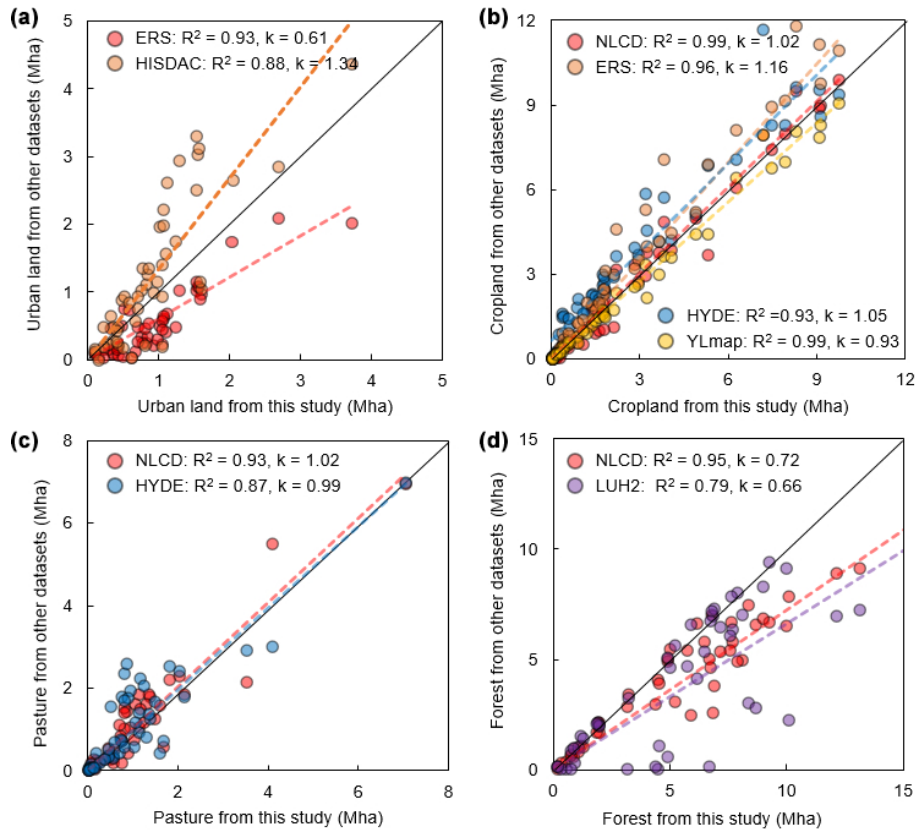 (a)
ERS: R² = 0.93, k = 0.61
HISDAC: R² = 0.88, k = 1.34
5
4
3
2
1
0
0
1
2
3
4
5
Urban land from other datasets (Mha)
Urban land from this study (Mha)
(b)
NLCD: R² = 0.99, k = 1.02
ERS: R² = 0.96, k = 1.16
HYDE: R² =0.93, k = 1.05
YLmap: R² = 0.99, k = 0.93
12
9
6
3
0
0
3
6
9
12
Cropland from other datasets (Mha)
Cropland from this study (Mha)
(c)
NLCD: R² = 0.93, k = 1.02
HYDE: R² = 0.87, k = 0.99
8
6
4
2
0
0
2
4
6
8
Pasture from other datasets (Mha)
Pasture from this study (Mha)
(d)
NLCD: R² = 0.95, k = 0.72
LUH2: R² = 0.79, k = 0.66
15
10
5
0
0
5
10
15
Forest from other datasets (Mha)
Forest from this study (Mha)